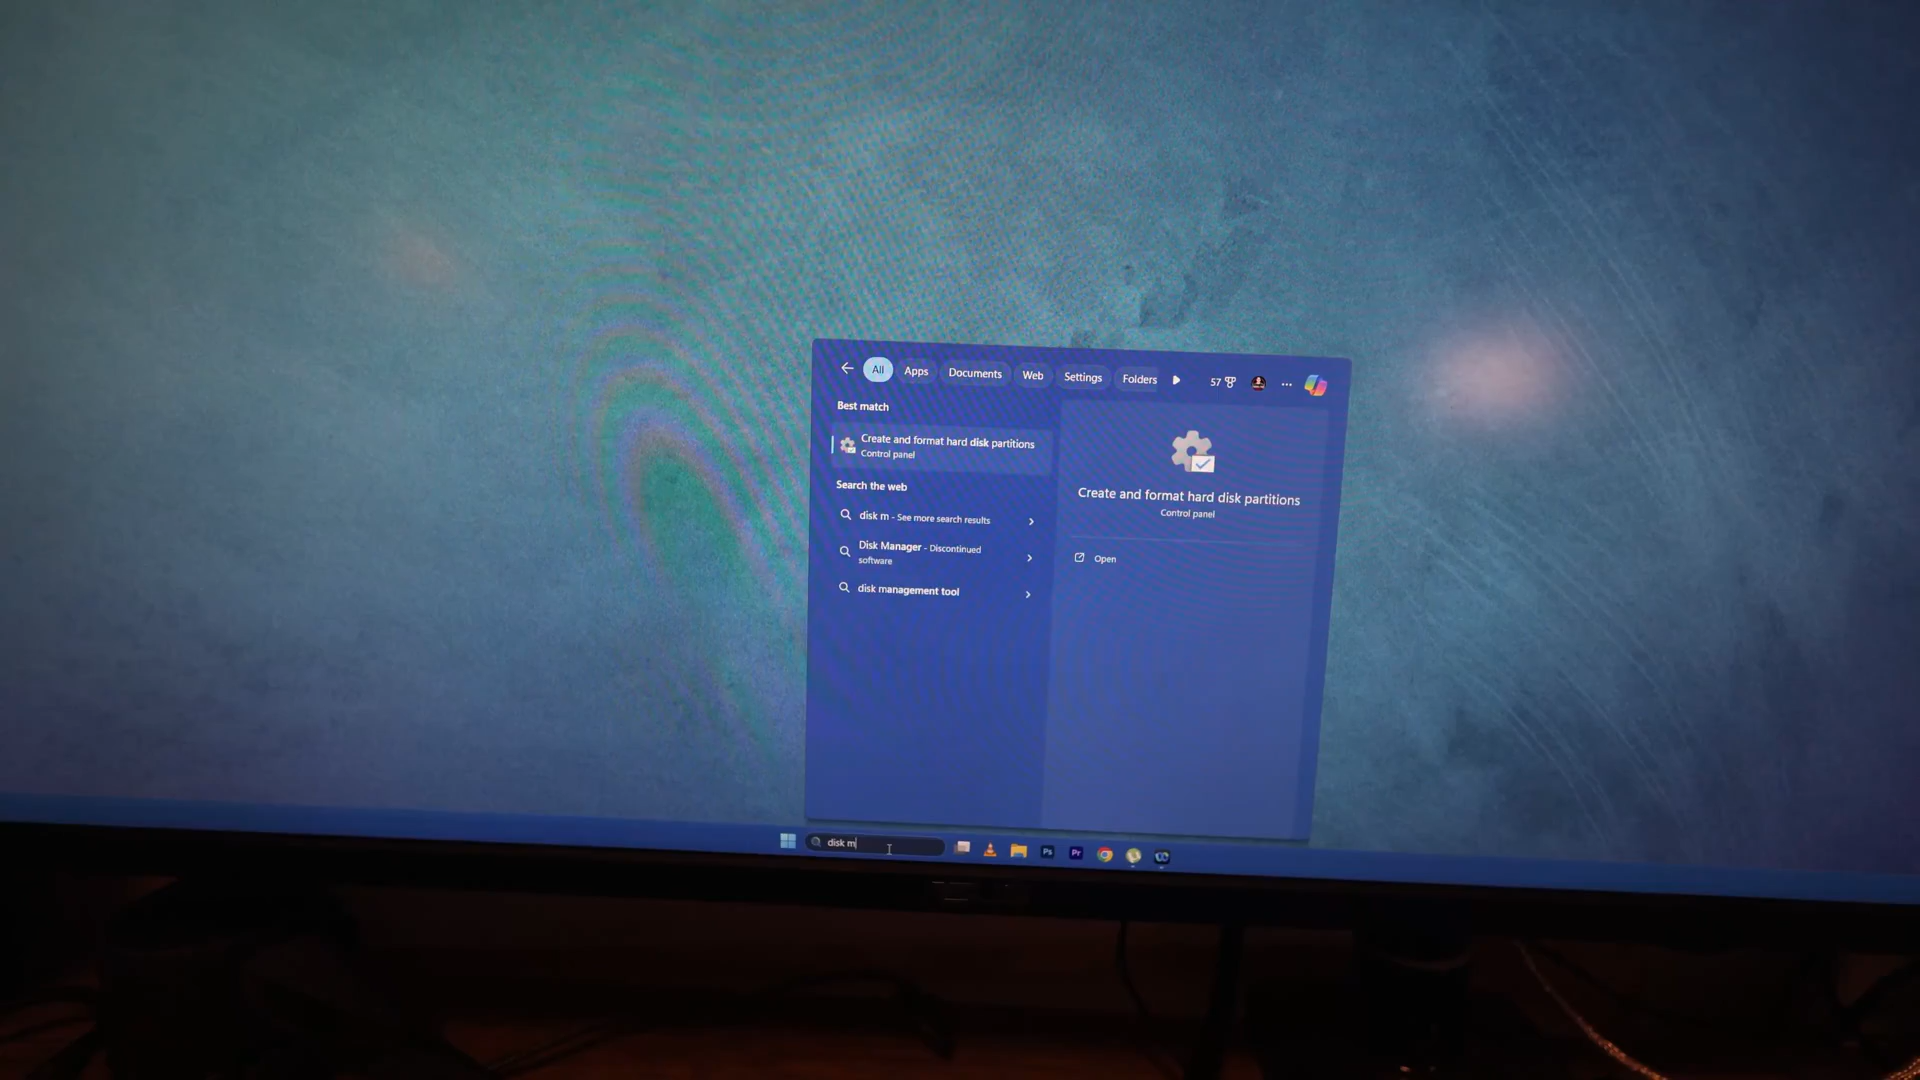 All Apps Documents Web Settings Folders 57
Best match
Create and format hard disk partitions
Control panel
Search the web
disk m - See more search results
Disk Manager - Discontinued
software
disk management tool
Create and format hard disk partitions
Control panel
Open
disk m
Ps Pr